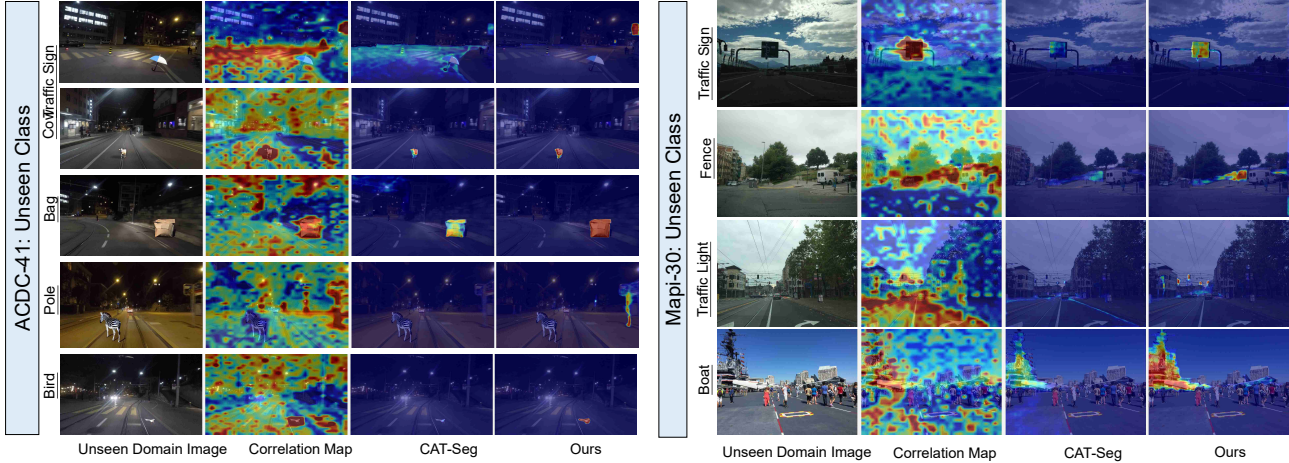 ACDC-41: Unseen Class
Traffic Sign
Cow
Bag
Pole
Bird
Unseen Domain Image
Correlation Map
CAT-Seg
Ours
Mapi-30: Unseen Class
Traffic Sign
Fence
Traffic Light
Boat
Unseen Domain Image
Correlation Map
CAT-Seg
Ours